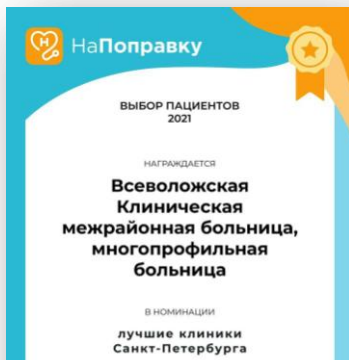 НаПоправку
ВЫБОР ПАЦИЕНТОВ
2021
НАГРАЖДАЕТСЯ
Всеволожская
Клиническая
межрайонная больница,
многопрофильная
больница
В НОМИНАЦИИ
лучшие клиники
Санкт-Петербурга